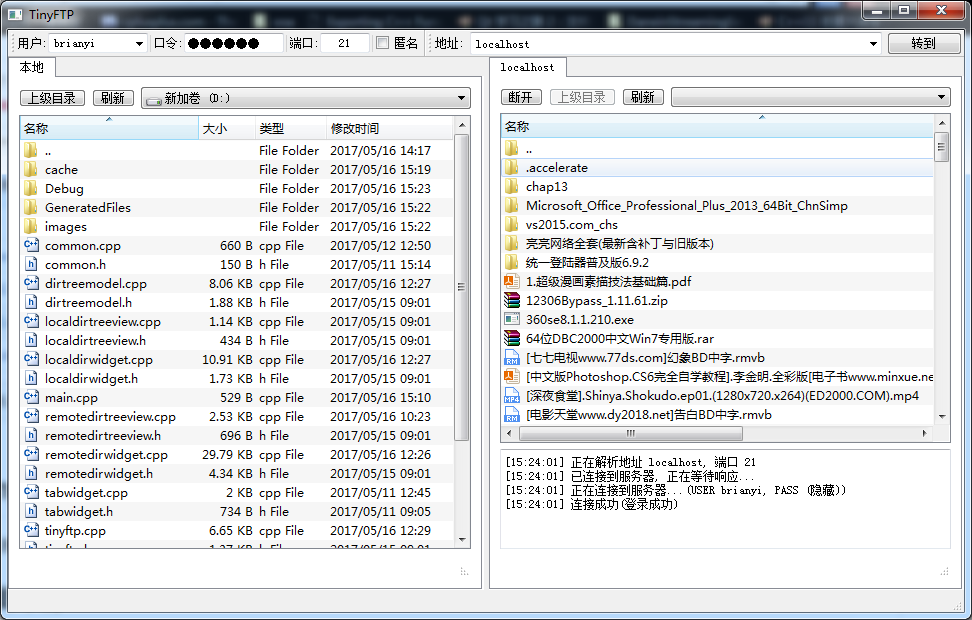 TinyFTP
用户: brianyi 口令: ●●●●●● 端口: 21 匿名 地址: localhost 转到
本地
上级目录 刷新 新加卷 (D:)
名称 大小 类型 修改时间
.. File Folder 2017/05/16 14:17
cache File Folder 2017/05/16 15:19
Debug File Folder 2017/05/16 15:23
GeneratedFiles File Folder 2017/05/16 15:22
images File Folder 2017/05/16 15:22
common.cpp 660 B cpp File 2017/05/12 12:50
common.h 150 B h File 2017/05/11 15:14
dirtreemodel.cpp 8.06 KB cpp File 2017/05/16 12:27
dirtreemodel.h 1.88 KB h File 2017/05/15 09:01
localdirtreeview.cpp 1.14 KB cpp File 2017/05/15 09:01
localdirtreeview.h 434 B h File 2017/05/15 09:01
localdirwidget.cpp 10.91 KB cpp File 2017/05/16 12:27
localdirwidget.h 1.73 KB h File 2017/05/15 09:01
main.cpp 529 B cpp File 2017/05/16 15:10
remotedirtreeview.cpp 2.53 KB cpp File 2017/05/16 10:23
remotedirtreeview.h 696 B h File 2017/05/15 09:01
remotedirwidget.cpp 29.79 KB cpp File 2017/05/16 12:26
remotedirwidget.h 4.34 KB h File 2017/05/15 09:01
tabwidget.cpp 2 KB cpp File 2017/05/11 12:45
tabwidget.h 734 B h File 2017/05/11 09:05
tinyftp.cpp 6.65 KB cpp File 2017/05/16 12:29
localhost
断开 上级目录 刷新
名称
..
.accelerate
chap13
Microsoft_Office_Professional_Plus_2013_64Bit_ChnSimp
vs2015.com_chs
亮亮网络全套(最新含补丁与旧版本)
统一登陆器普及版6.9.2
1.超级漫画素描技法基础篇.pdf
12306Bypass_1.11.61.zip
360se8.1.1.210.exe
64位DBC2000中文Win7专用版.rar
[七七电视www.77ds.com]幻象BD中字.rmvb
[中文版Photoshop.CS6完全自学教程].李金明.全彩版[电子书www.minxue.ne
[深夜食堂].Shinya.Shokudo.ep01.(1280x720.x264)(ED2000.COM).mp4
[电影天堂www.dy2018.net]告白BD中字.rmvb
[15:24:01] 正在解析地址 localhost, 端口 21
[15:24:01] 已连接到服务器, 正在等待响应...
[15:24:01] 正在连接到服务器...(USER brianyi, PASS (隐藏))
[15:24:01] 连接成功(登录成功)